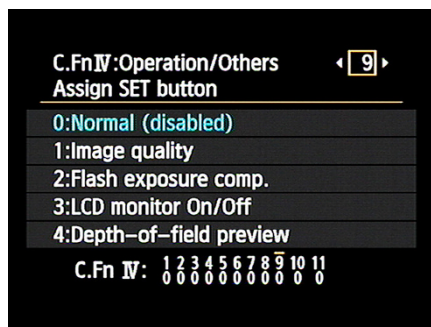 C.Fn Ⅳ:Operation/Others 9
Assign SET button
0:Normal (disabled)
1:Image quality
2:Flash exposure comp.
3:LCD monitor On/Off
4:Depth-of-field preview
C.Fn Ⅳ: 1 2 3 4 5 6 7 8 9 10 11
0 0 0 0 0 0 0 0 0 0 0